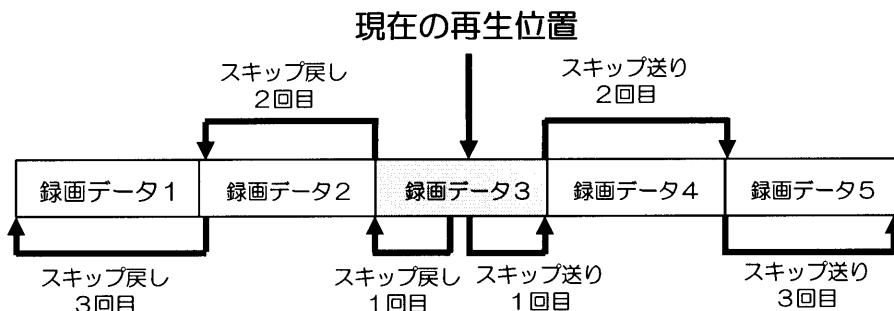 現在の再生位置
スキップ戻し
2回目
スキップ送り
2回目
録画データ1
録画データ2
録画データ3
録画データ4
録画データ5
スキップ戻し
3回目
スキップ戻し
1回目
スキップ送り
1回目
スキップ送り
3回目